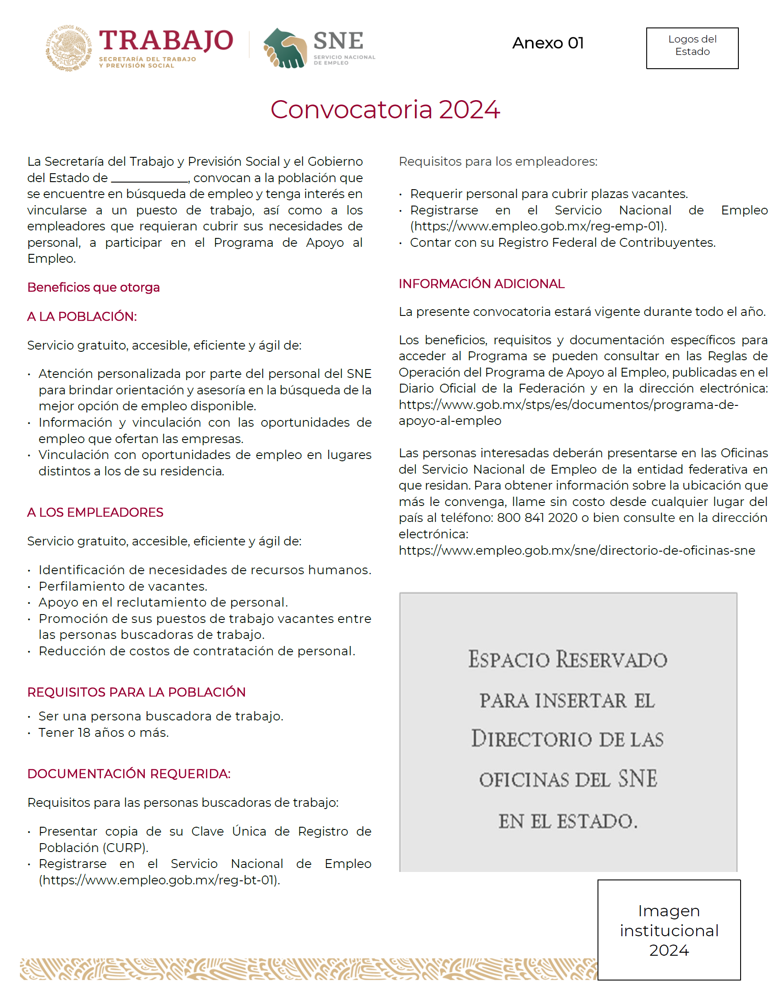 ESTADOS UNIDOS MEXICANOS
TRABAJO
SECRETARÍA DEL TRABAJO
Y PREVISIÓN SOCIAL
SNE
SERVICIO NACIONAL
DE EMPLEO
Anexo 01
Logos del
Estado
Convocatoria 2024
La Secretaría del Trabajo y Previsión Social y el Gobierno
del Estado de ____________, convocan a la población que
se encuentre en búsqueda de empleo y tenga interés en
vincularse a un puesto de trabajo, así como a los
empleadores que requieran cubrir sus necesidades de
personal, a participar en el Programa de Apoyo al
Empleo.
Beneficios que otorga
A LA POBLACIÓN:
Servicio gratuito, accesible, eficiente y ágil de:
• Atención personalizada por parte del personal del SNE
para brindar orientación y asesoría en la búsqueda de la
mejor opción de empleo disponible.
• Información y vinculación con las oportunidades de
empleo que ofertan las empresas.
• Vinculación con oportunidades de empleo en lugares
distintos a los de su residencia.
A LOS EMPLEADORES
Servicio gratuito, accesible, eficiente y ágil de:
• Identificación de necesidades de recursos humanos.
• Perfilamiento de vacantes.
• Apoyo en el reclutamiento de personal.
• Promoción de sus puestos de trabajo vacantes entre
las personas buscadoras de trabajo.
• Reducción de costos de contratación de personal.
REQUISITOS PARA LA POBLACIÓN
• Ser una persona buscadora de trabajo.
• Tener 18 años o más.
DOCUMENTACIÓN REQUERIDA:
Requisitos para las personas buscadoras de trabajo:
• Presentar copia de su Clave Única de Registro de
Población (CURP).
• Registrarse en el Servicio Nacional de Empleo
(https://www.empleo.gob.mx/reg-bt-01).
Requisitos para los empleadores:
• Requerir personal para cubrir plazas vacantes.
• Registrarse en el Servicio Nacional de Empleo
(https://www.empleo.gob.mx/reg-emp-01).
• Contar con su Registro Federal de Contribuyentes.
INFORMACIÓN ADICIONAL
La presente convocatoria estará vigente durante todo el año.
Los beneficios, requisitos y documentación específicos para
acceder al Programa se pueden consultar en las Reglas de
Operación del Programa de Apoyo al Empleo, publicadas en el
Diario Oficial de la Federación y en la dirección electrónica:
https://www.gob.mx/stps/es/documentos/programa-de-
apoyo-al-empleo
Las personas interesadas deberán presentarse en las Oficinas
del Servicio Nacional de Empleo de la entidad federativa en
que residan. Para obtener información sobre la ubicación que
más le convenga, llame sin costo desde cualquier lugar del
país al teléfono: 800 841 2020 o bien consulte en la dirección
electrónica:
https://www.empleo.gob.mx/sne/directorio-de-oficinas-sne
ESPACIO RESERVADO
PARA INSERTAR EL
DIRECTORIO DE LAS
OFICINAS DEL SNE
EN EL ESTADO.
Imagen
institucional
2024